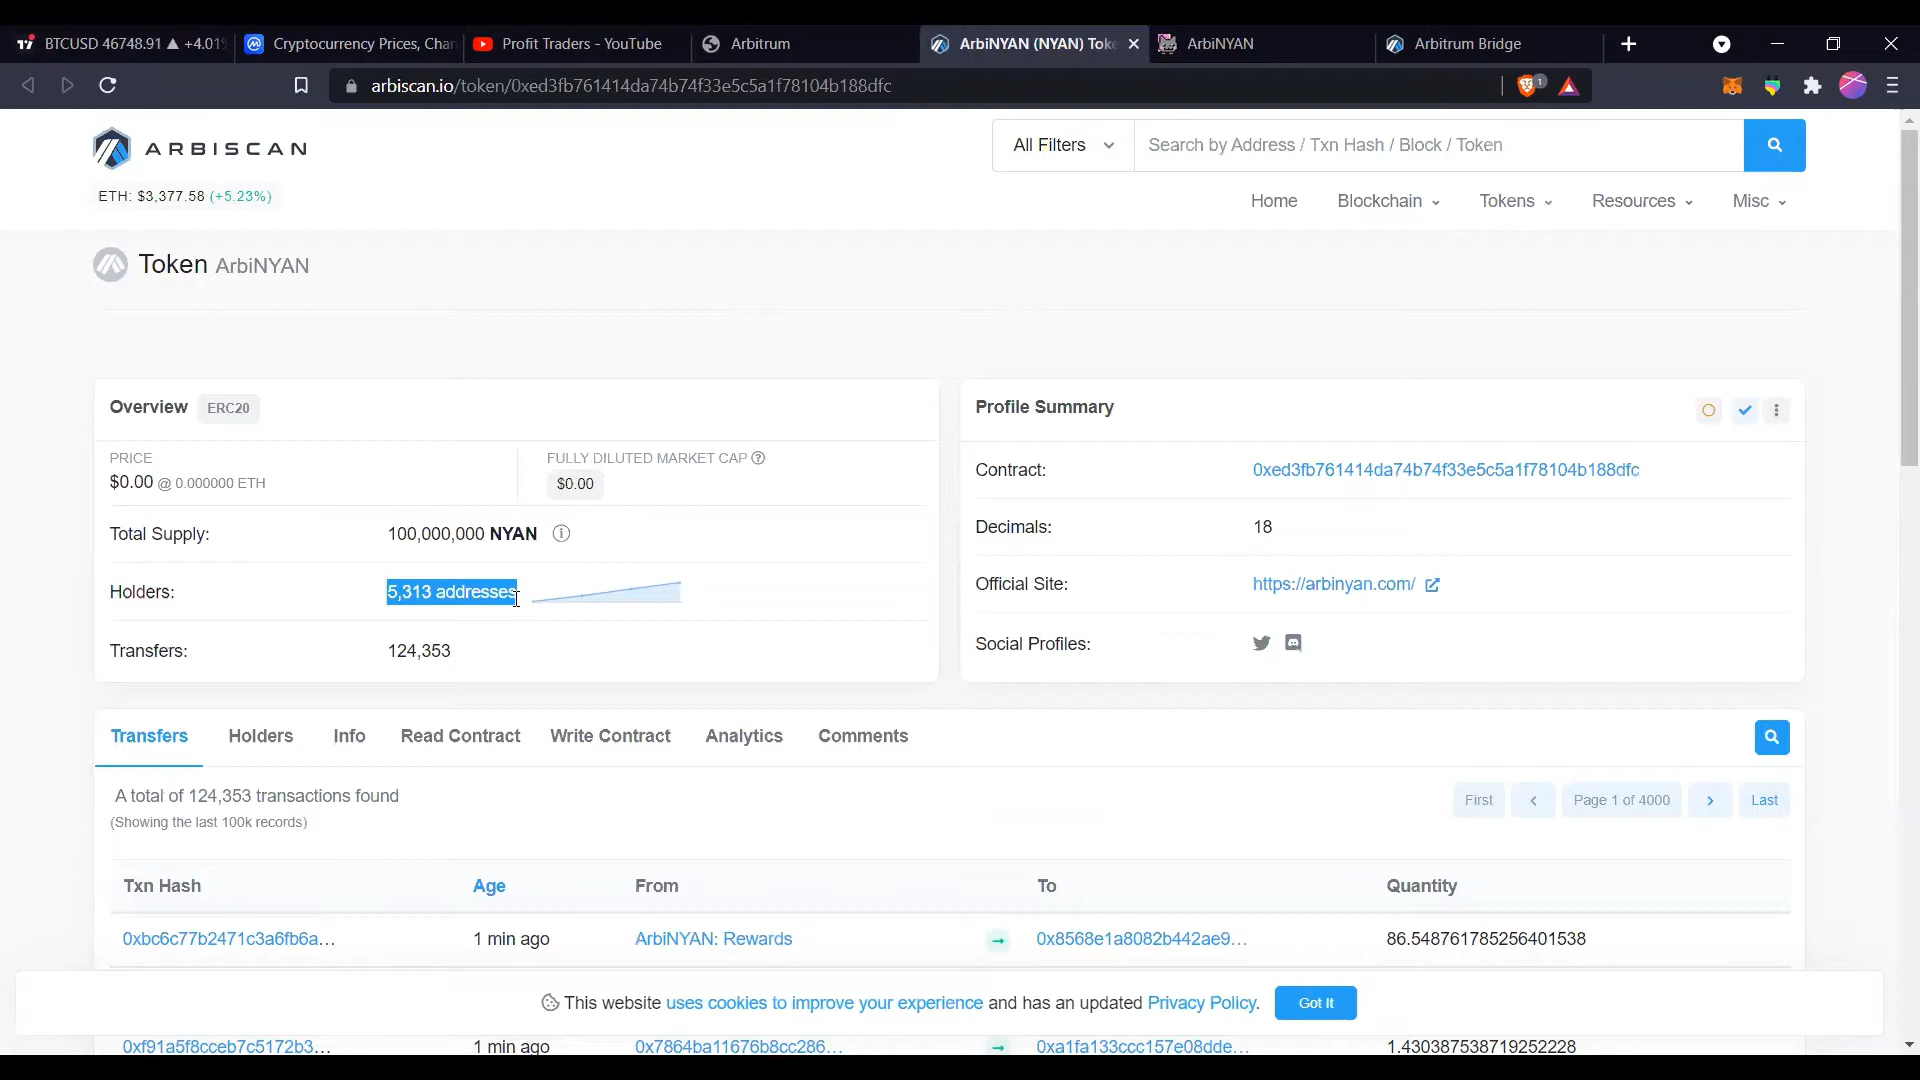 BTCUSD 46748.91 ▲ +4.01%
Cryptocurrency Prices, Char
Profit Traders - YouTube
Arbitrum
ArbiNYAN (NYAN) Toke
ArbiNYAN
Arbitrum Bridge
arbiscan.io/token/0xed3fb761414da74b74f33e5c5a1f78104b188dfc
1
ARBISCAN
All Filters
Search by Address / Txn Hash / Block / Token
ETH: $3,377.58 (+5.23%)
Home
Blockchain
Tokens
Resources
Misc
Token ArbiNYAN
Overview ERC20
PRICE
$0.00 @ 0.000000 ETH
FULLY DILUTED MARKET CAP
$0.00
Total Supply: 100,000,000 NYAN
Holders: 5,313 addresses
Transfers: 124,353
Profile Summary
Contract: 0xed3fb761414da74b74f33e5c5a1f78104b188dfc
Decimals: 18
Official Site: https://arbinyan.com/
Social Profiles:
Transfers Holders Info Read Contract Write Contract Analytics Comments
A total of 124,353 transactions found
(Showing the last 100k records)
First Page 1 of 4000 Last
Txn Hash Age From To Quantity
0xbc6c77b2471c3a6fb6a... 1 min ago ArbiNYAN: Rewards 0x8568e1a8082b442ae9... 86.548761785256401538
This website uses cookies to improve your experience and has an updated Privacy Policy. Got It
0xf91a5f8cceb7c5172b3... 1 min ago 0x7864ba11676b8cc286... 0xa1fa133ccc157e08dde... 1.430387538719252228